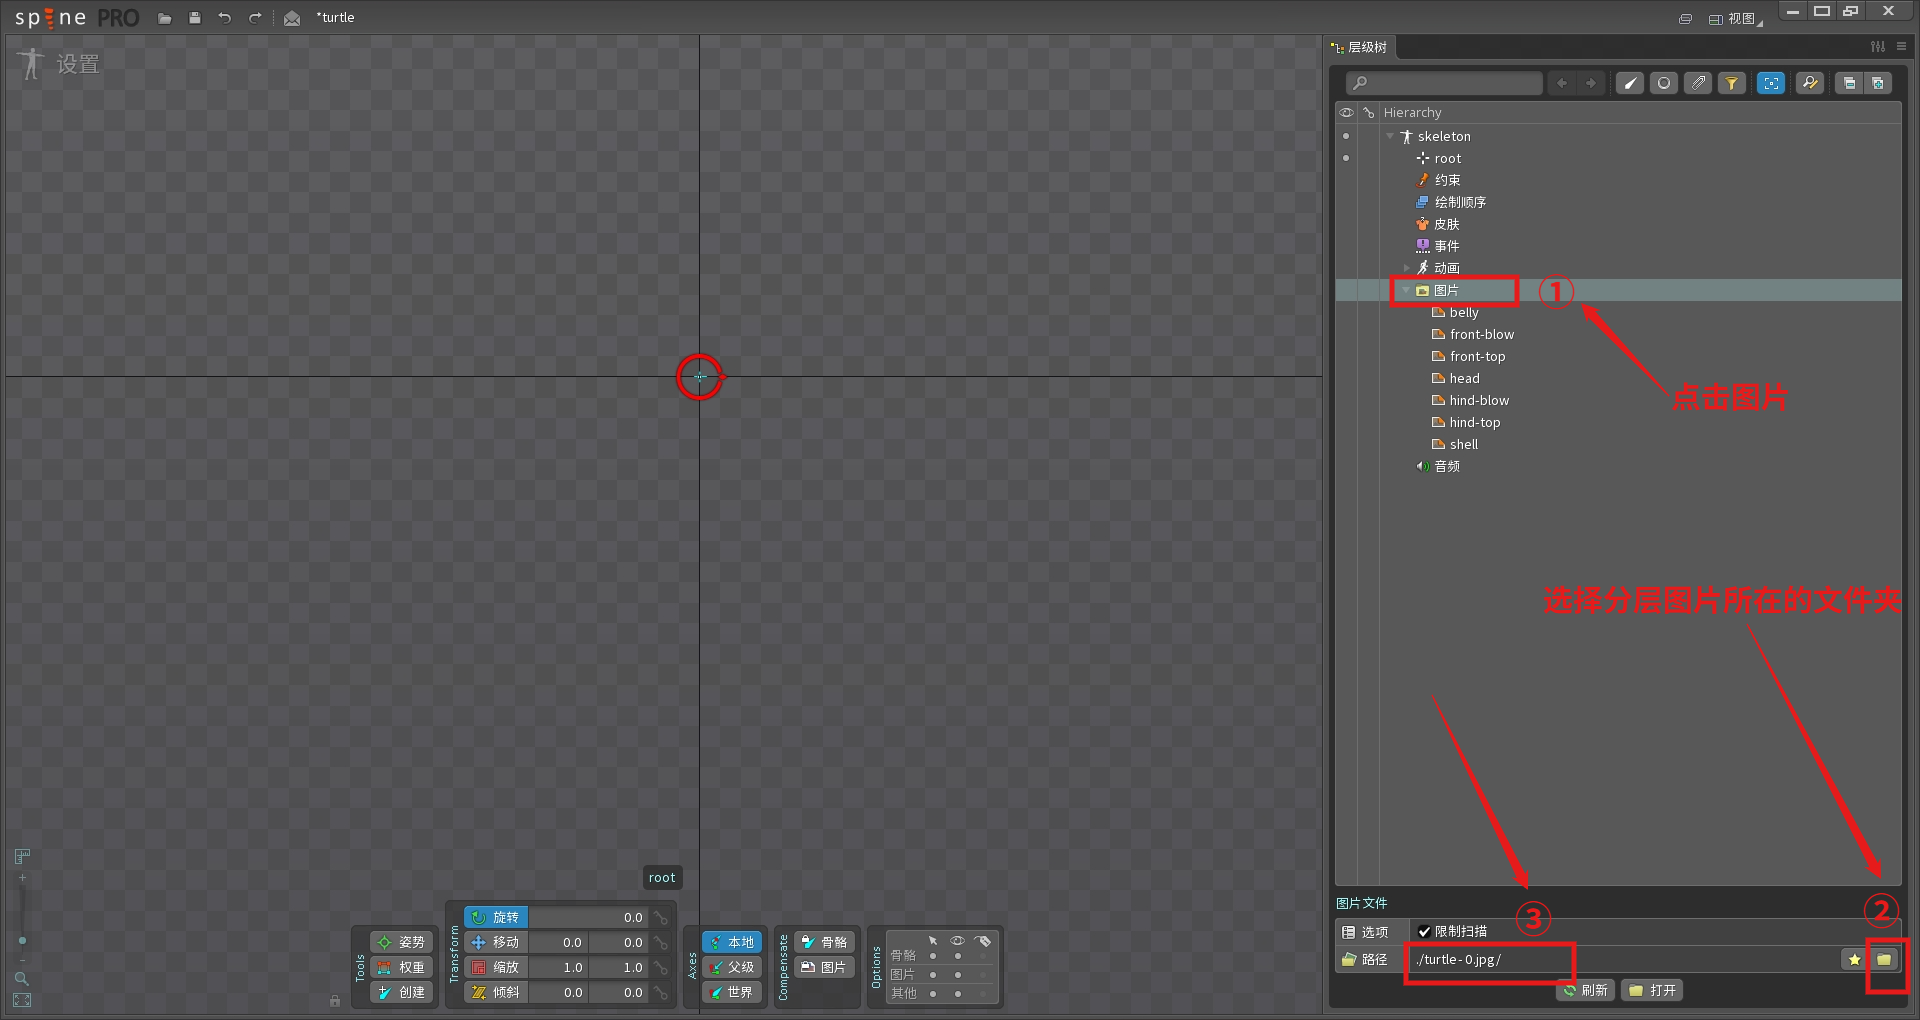 spine PRO
*turtle
视图
设置
层级树
Hierarchy
skeleton
root
约束
绘制顺序
皮肤
事件
动画
图片
①
belly
front-blow
front-top
head
点击图片
hind-blow
hind-top
shell
音频
选择分层图片所在的文件夹
root
图片文件
③
②
选项
限制扫描
路径
./turtle-0.jpg/
刷新
打开
Tools
姿势
权重
创建
Transform
旋转 0.0
移动 0.0 0.0
缩放 1.0 1.0
倾斜 0.0 0.0
Axes
本地
父级
世界
Compensate
骨骼
图片
Options
骨骼
图片
其他